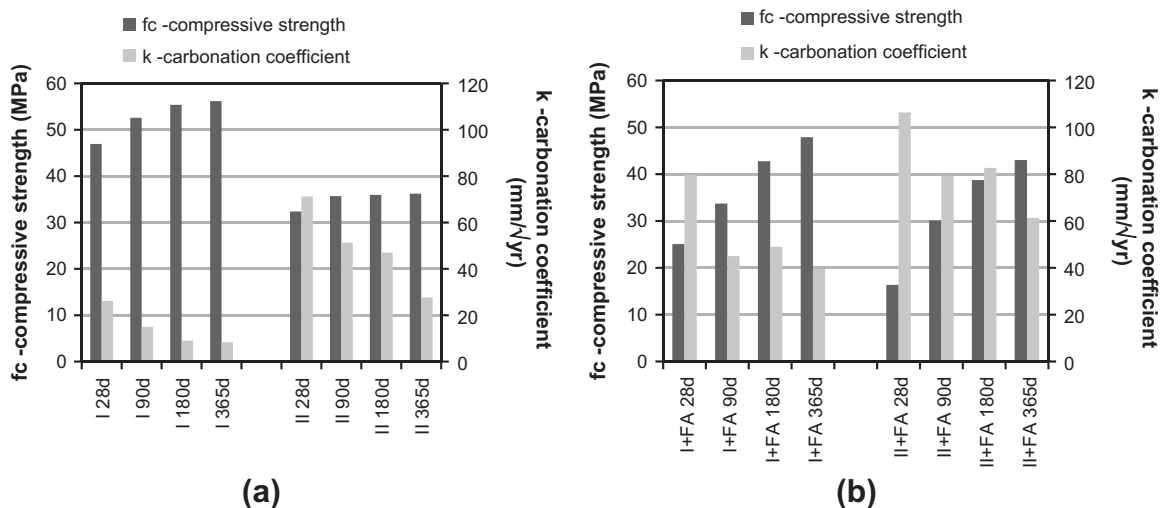 fc -compressive strength
k -carbonation coefficient
fc -compressive strength (MPa)
60
50
40
30
20
10
0
120
100
80
60
40
20
0
k -carbonation coefficient
(mm/√yr)
I 28d
I 90d
I 180d
I 365d
II 28d
II 90d
II 180d
II 365d
(a)
fc -compressive strength
k -carbonation coefficient
fc -compressive strength (MPa)
60
50
40
30
20
10
0
120
100
80
60
40
20
0
k -carbonation coefficient
(mm/√yr)
I+FA 28d
I+FA 90d
I+FA 180d
I+FA 365d
II+FA 28d
II+FA 90d
II+FA 180d
II+FA 365d
(b)